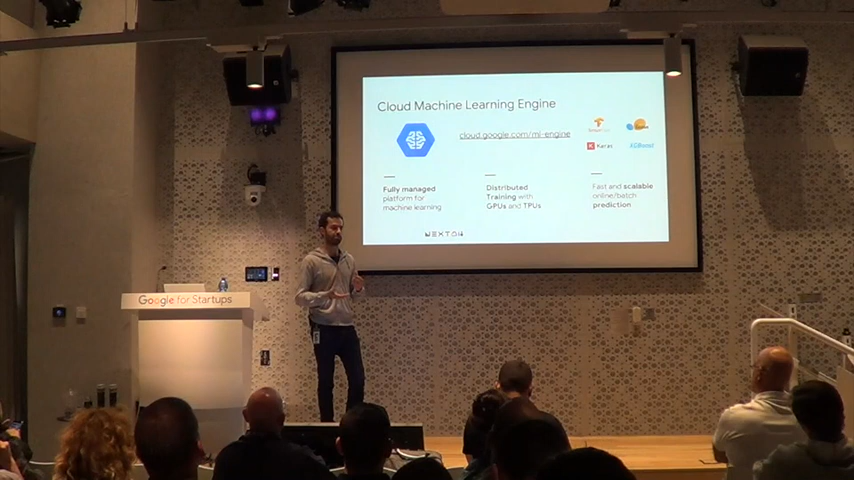 Cloud Machine Learning Engine
cloud.google.com/ml-engine
Keras
XGBoost
Fully managed
platform for
machine learning
Distributed
Training with
GPUs and TPUs
Fast and scalable
online/batch
prediction
NEXTON
Google for Startups